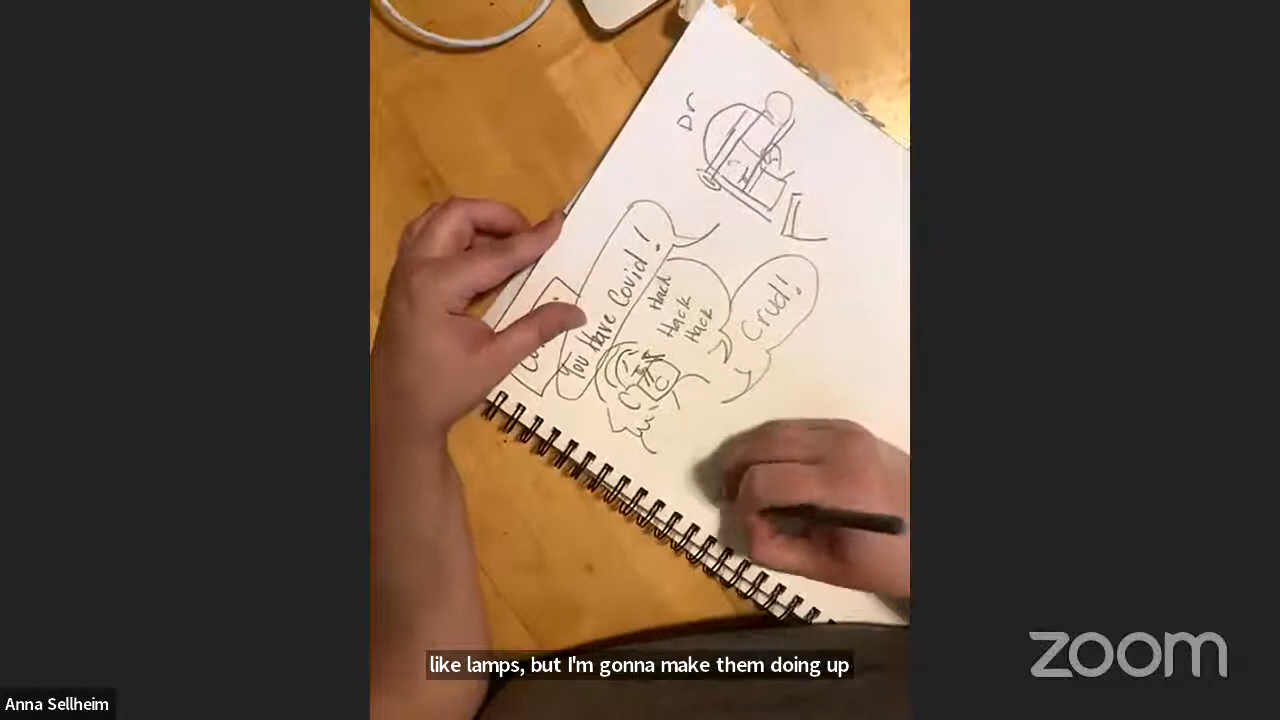 Dr
You Have Covid!
Hack
Hack
Hack
Crud!
like lamps, but I'm gonna make them doing up
Anna Sellheim
zoom